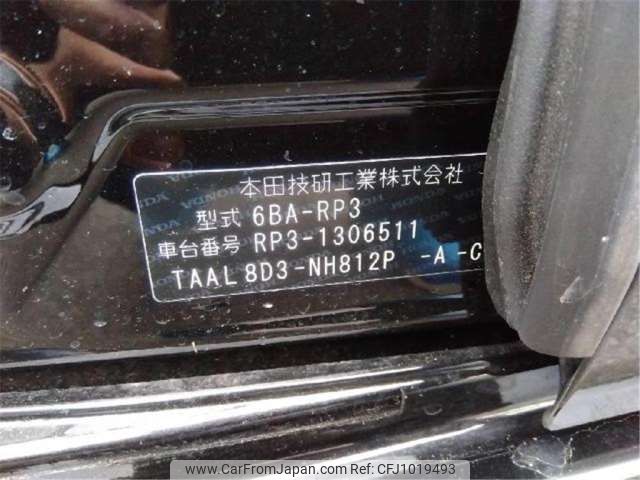 本田技研工業株式会社
型式 6BA-RP3
車台番号 RP3-1306511
TAAL 8D3-NH812P -A -C
www.CarFromJapan.com Ref:CFJ1019493